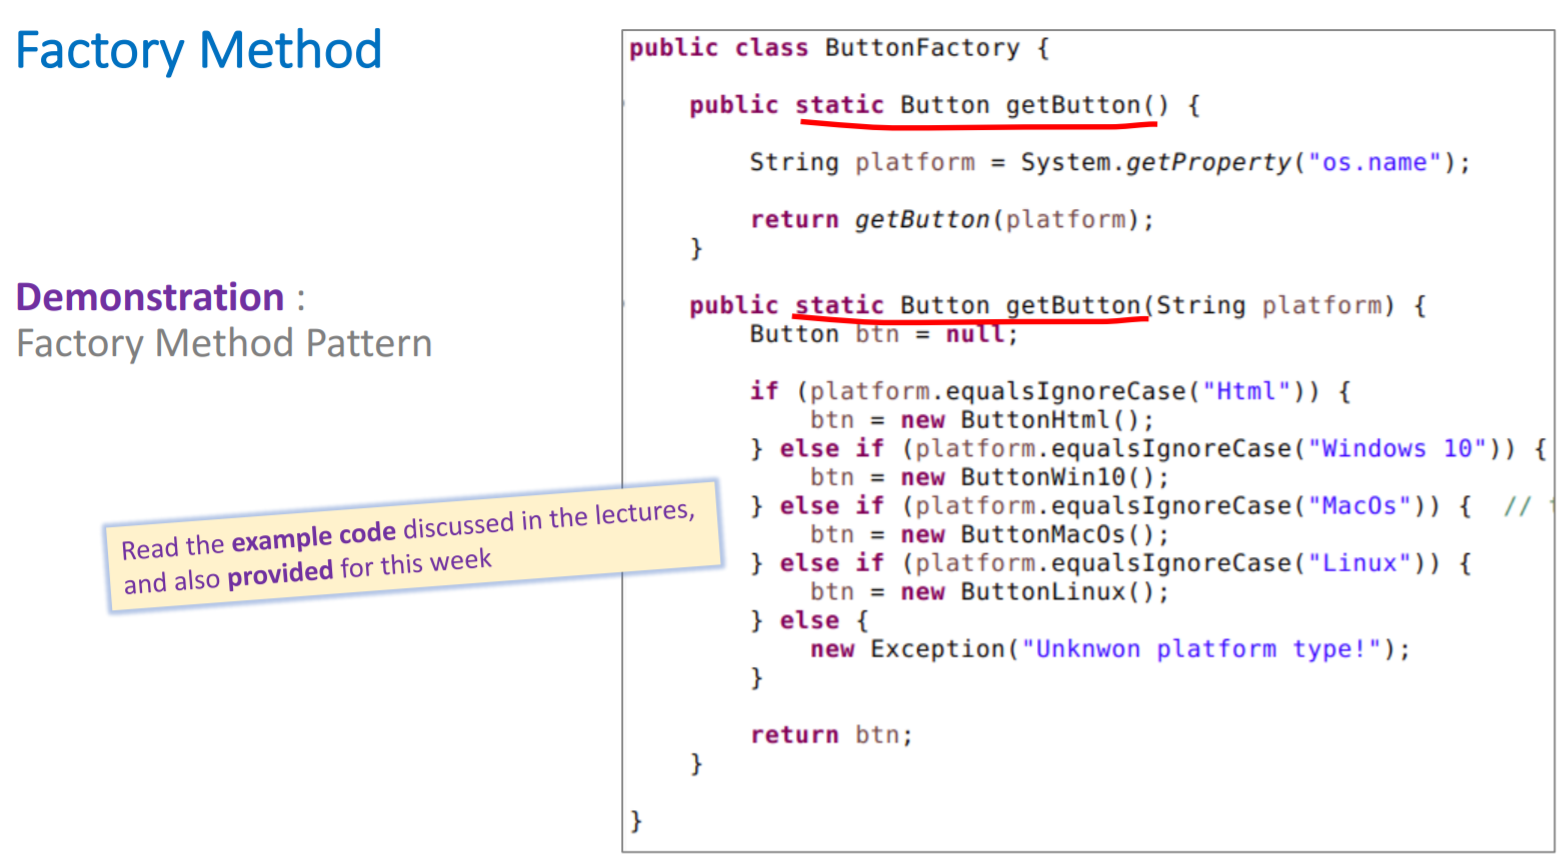 Factory Method
Demonstration :
Factory Method Pattern
Read the example code discussed in the lectures,
and also provided for this week
public class ButtonFactory {
public static Button getButton() {
String platform = System.getProperty("os.name");
return getButton(platform);
}
public static Button getButton(String platform) {
Button btn = null;
if (platform.equalsIgnoreCase("Html")) {
btn = new ButtonHtml();
} else if (platform.equalsIgnoreCase("Windows 10")) {
btn = new ButtonWin10();
} else if (platform.equalsIgnoreCase("MacOs")) { //
btn = new ButtonMacOs();
} else if (platform.equalsIgnoreCase("Linux")) {
btn = new ButtonLinux();
} else {
new Exception("Unknwon platform type!");
}
return btn;
}
}